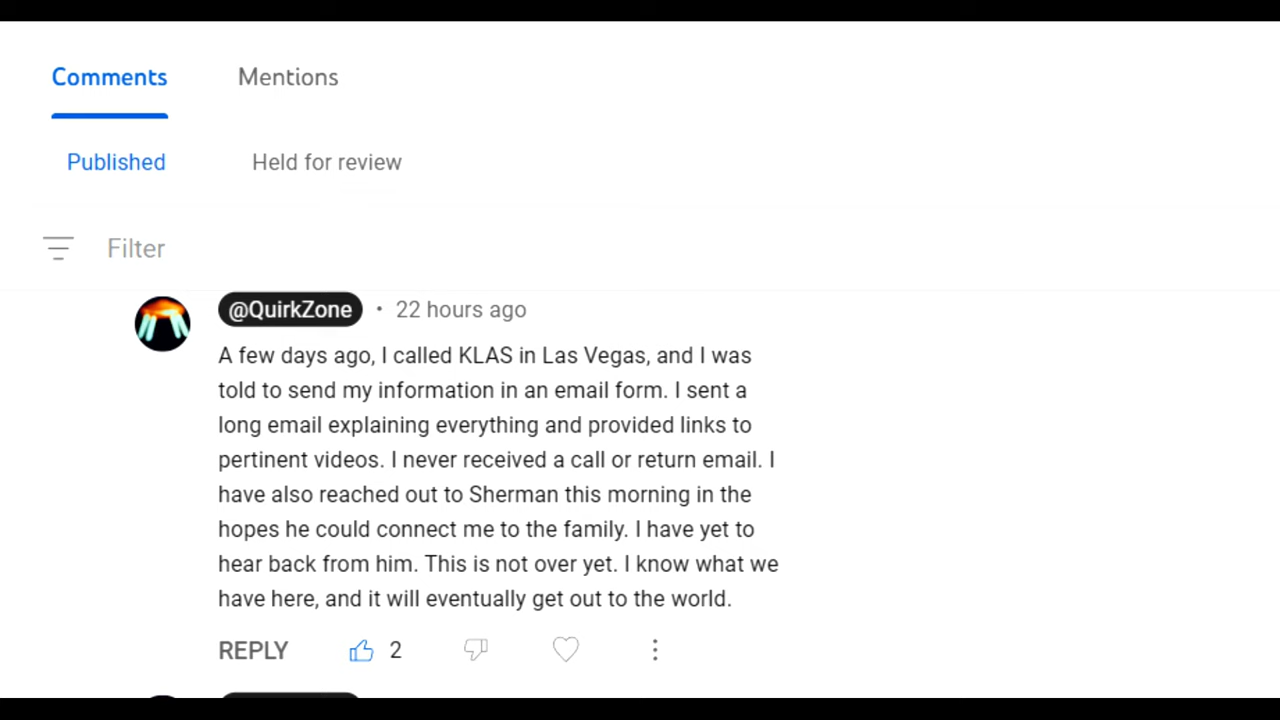 Comments Mentions
Published Held for review
Filter
@QuirkZone • 22 hours ago
A few days ago, I called KLAS in Las Vegas, and I was
told to send my information in an email form. I sent a
long email explaining everything and provided links to
pertinent videos. I never received a call or return email. I
have also reached out to Sherman this morning in the
hopes he could connect me to the family. I have yet to
hear back from him. This is not over yet. I know what we
have here, and it will eventually get out to the world.
REPLY 2